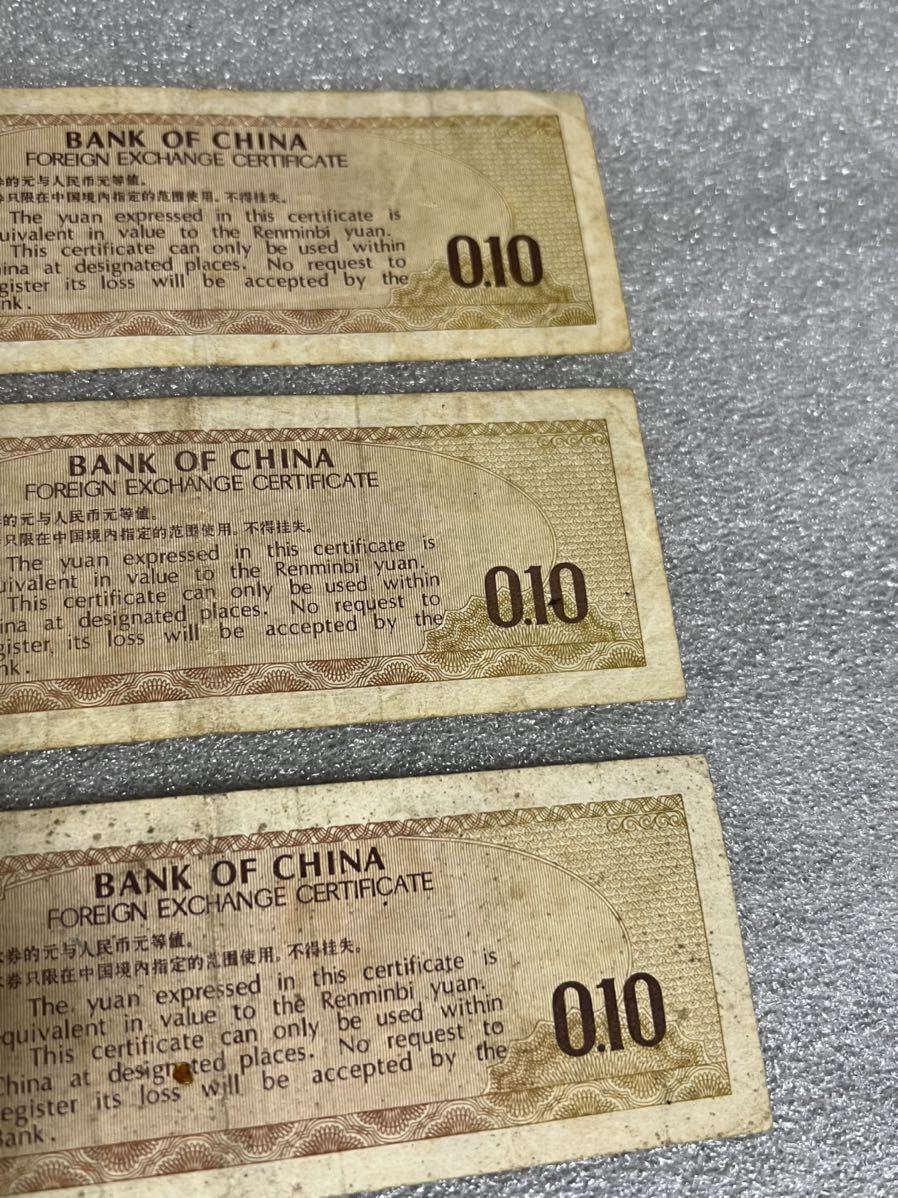 BANK OF CHINA
FOREIGN EXCHANGE CERTIFICATE
券的元与人民币元等値。
券只限在中国境内指定的范围使用。不得挂失。
The yuan expressed in this certificate is
uivalent in value to the Renminbi yuan.
This certificate can only be used within
ina at designated places. No request to
gister its loss will be accepted by the
nk.
0.10
BANK OF CHINA
FOREIGN EXCHANGE CERTIFICATE
的元与人民币元等値。
只限在中国境内指定的范围使用。不得挂失。
The yuan expressed in this certificate is
uivalent in value to the Renminbi yuan.
This certificate can only be used within
ina at designated places. No request to
gister its loss will be accepted by the
nk.
0.10
BANK OF CHINA
FOREIGN EXCHANGE CERTIFICATE
本券的元与人民币元等値。
本券只限在中国境内指定的范围使用。不得挂失。
The yuan expressed in this certificate is
quivalent in value to the Renminbi yuan.
This certificate can only be used within
China at designated places. No request to
egister its loss will be accepted by the
Bank.
0.10